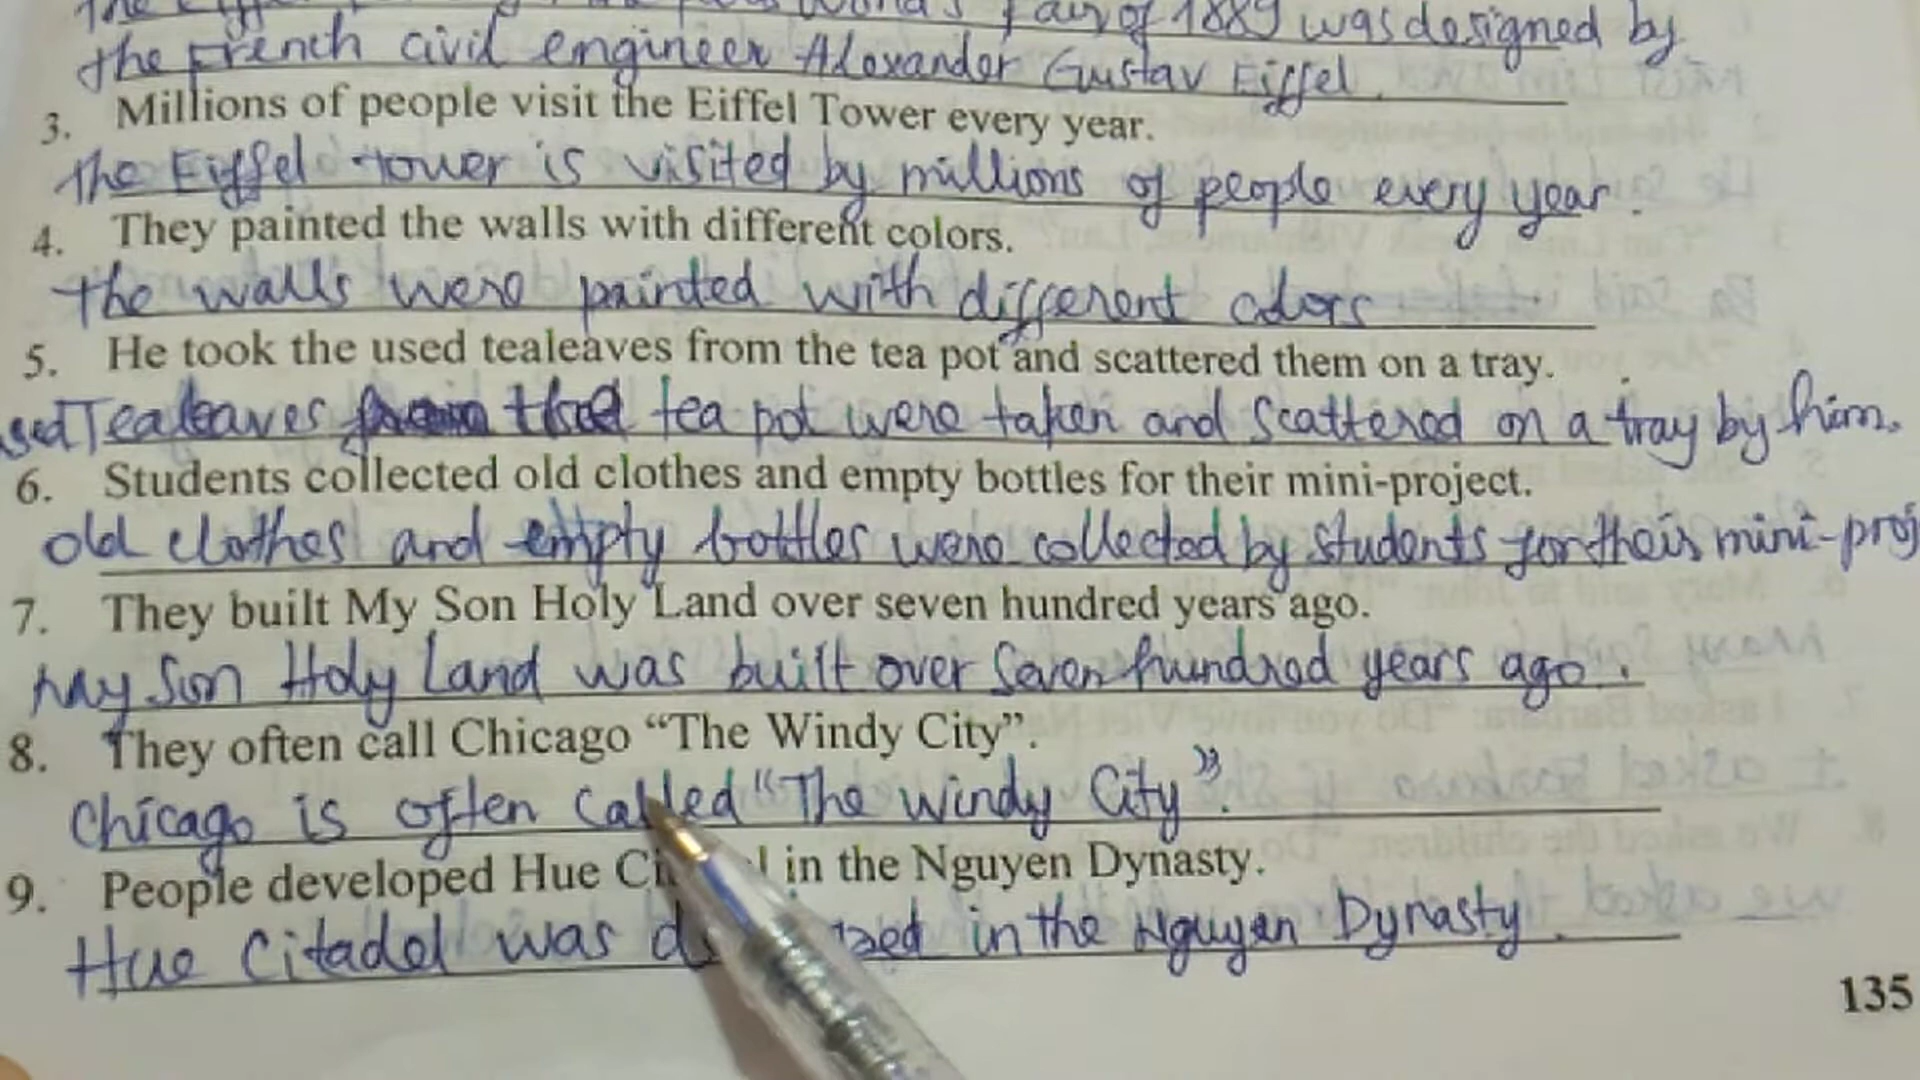 the French civil engineer Alexander Gustav Eiffel.
3. Millions of people visit the Eiffel Tower every year.
The Eiffel tower is visited by millions of people every year.
4. They painted the walls with different colors.
the walls were painted with different colors
5. He took the used tealeaves from the tea pot and scattered them on a tray.
Tealeaves tea pot were taken and scattered on a tray by him.
6. Students collected old clothes and empty bottles for their mini-project.
old clothes and empty bottles were collected by students for their mini-proj
7. They built My Son Holy Land over seven hundred years ago.
My Son Holy Land was built over seven hundred years ago.
8. They often call Chicago “The Windy City”.
Chicago is often called “The Windy City”.
9. People developed Hue in the Nguyen Dynasty.
Hue Citadel was in the Nguyen Dynasty.
135